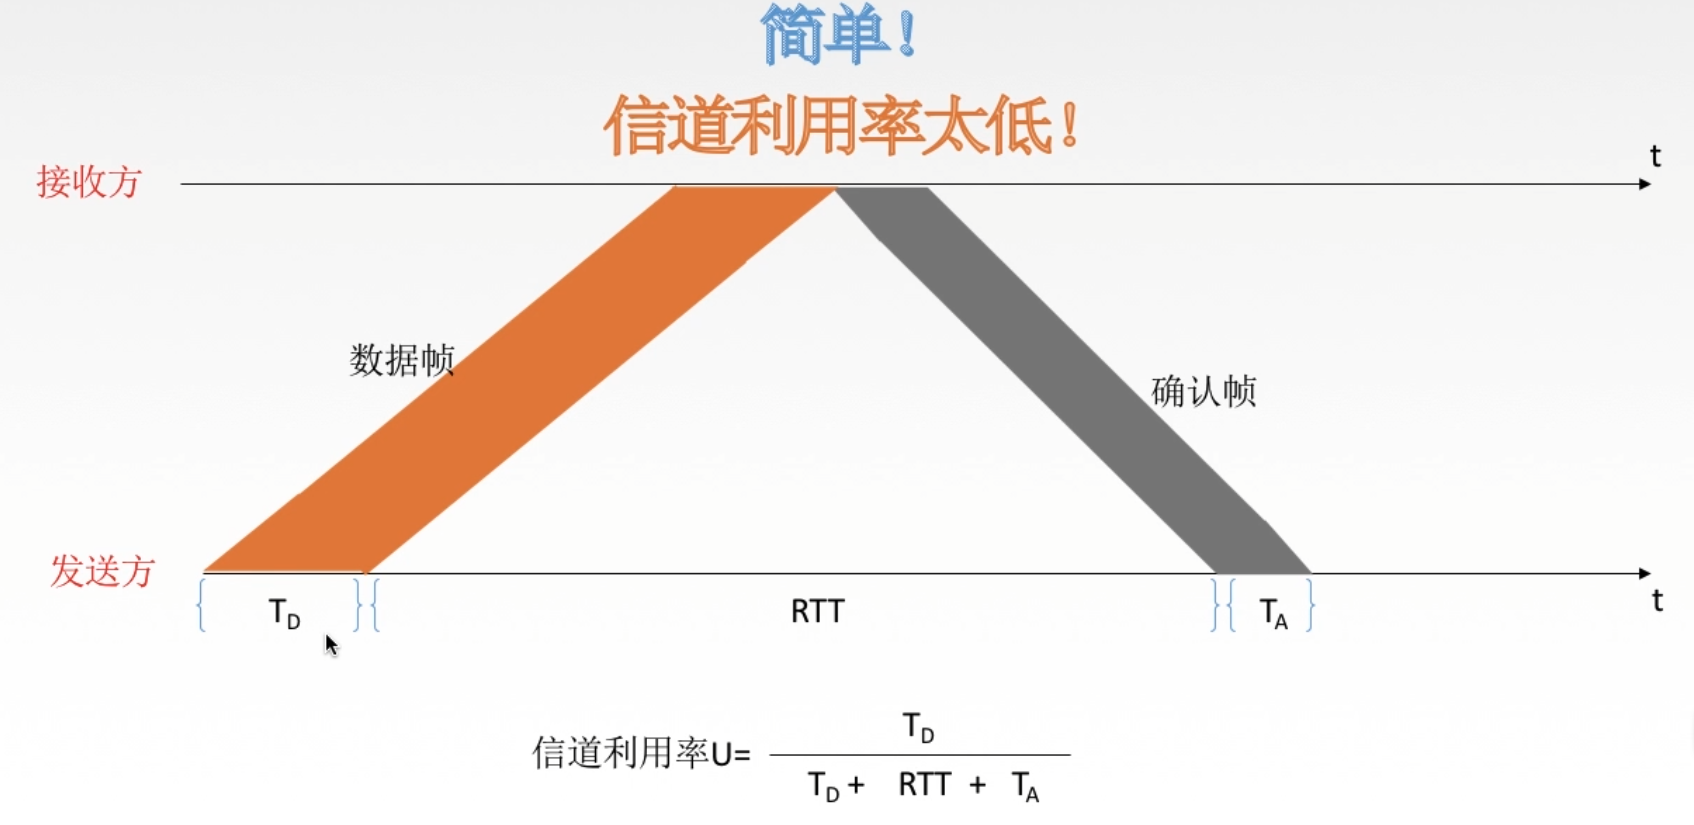 简单！
信道利用率太低！
t
接收方
数据帧
确认帧
发送方
t
T_D
RTT
T_A
T_D
信道利用率U=
T_D + RTT + T_A